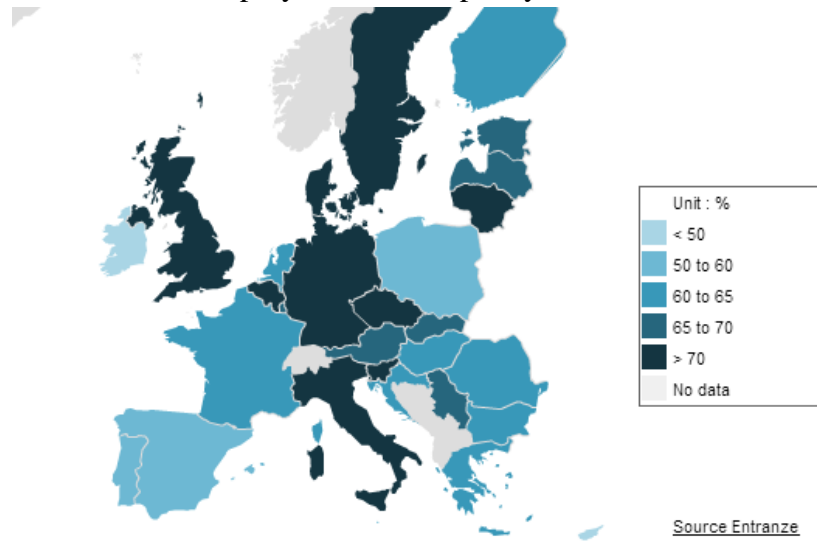 Unit : %
< 50
50 to 60
60 to 65
65 to 70
> 70
No data
Source Entranze